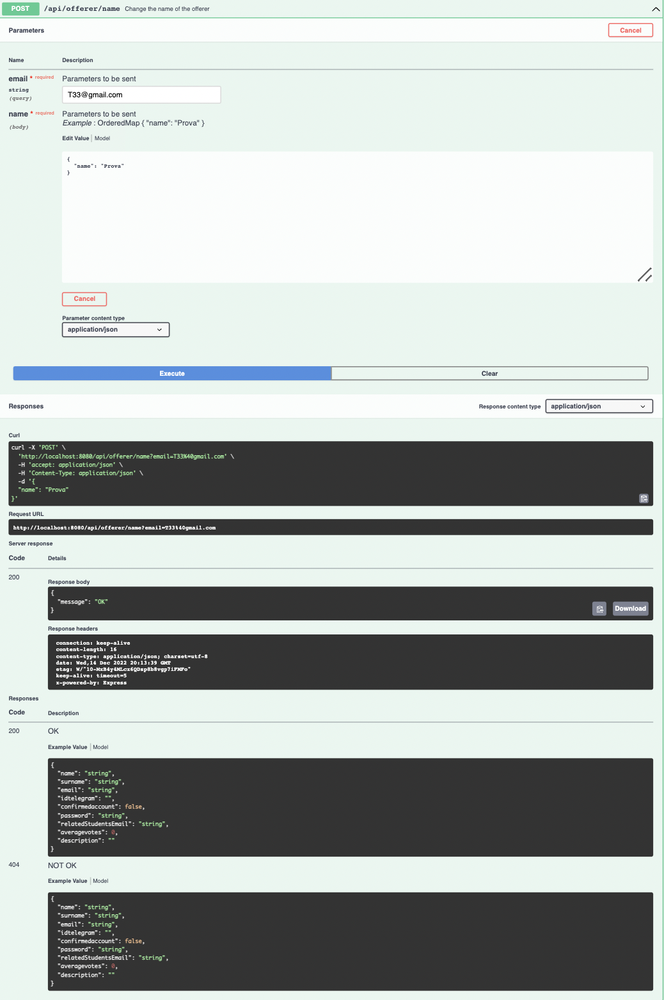 POST /api/offerer/name Change the name of the offerer
Parameters
Cancel
Name Description
email * required Parameters to be sent
string
(query)
T33@gmail.com
name * required Parameters to be sent
(body)
Example : OrderedMap { "name": "Prova" }
Edit Value | Model
{
"name": "Prova"
}
Cancel
Parameter content type
application/json
Execute Clear
Responses Response content type application/json
Curl
curl -X 'POST' \
'http://localhost:8080/api/offerer/name?email=T33%40gmail.com' \
-H 'accept: application/json' \
-H 'Content-Type: application/json' \
-d '{
"name": "Prova"
}'
Request URL
http://localhost:8080/api/offerer/name?email=T33%40gmail.com
Server response
Code Details
200
Response body
{
"message": "OK"
}
Download
Response headers
connection: keep-alive
content-length: 16
content-type: application/json; charset=utf-8
date: Wed,14 Dec 2022 20:13:39 GMT
etag: W/"10-MxB4y4MLcx6QDsp8b8vgp7iFMFo"
keep-alive: timeout=5
x-powered-by: Express
Responses
Code Description
200 OK
Example Value | Model
{
"name": "string",
"surname": "string",
"email": "string",
"idtelegram": "",
"confirmedaccount": false,
"password": "string",
"relatedStudentsEmail": "string",
"averagevotes": 0,
"description": ""
}
404 NOT OK
Example Value | Model
{
"name": "string",
"surname": "string",
"email": "string",
"idtelegram": "",
"confirmedaccount": false,
"password": "string",
"relatedStudentsEmail": "string",
"averagevotes": 0,
"description": ""
}